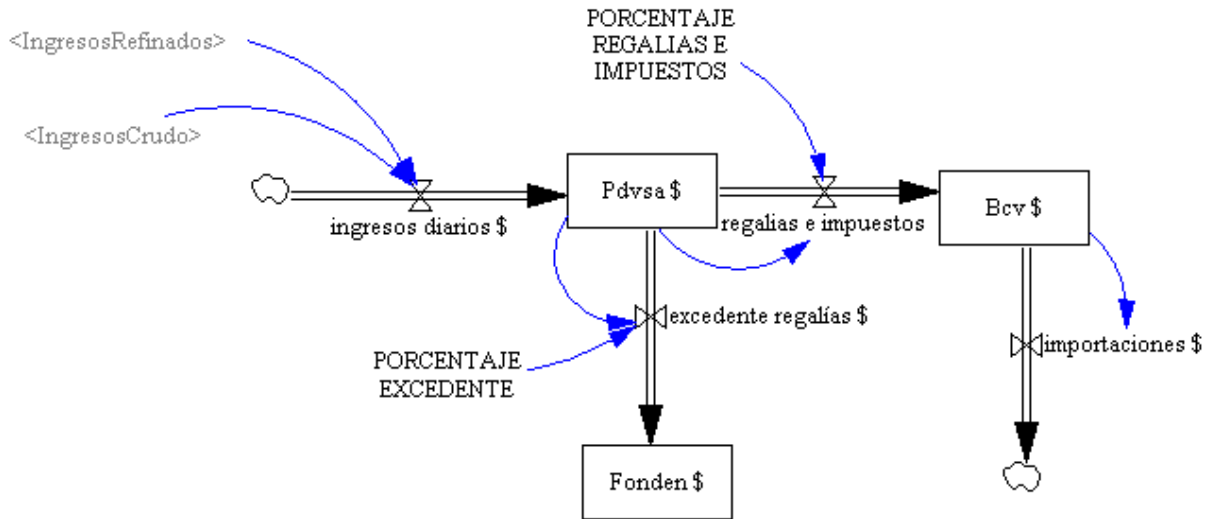 PORCENTAJE
REGALIAS E
IMPUESTOS
<IngresosRefinados>
<IngresosCrudo>
Pdvsa $
Bcv $
ingresos diarios $
regalias e impuestos
excedente regalías $
importaciones $
PORCENTAJE
EXCEDENTE
Fonden $